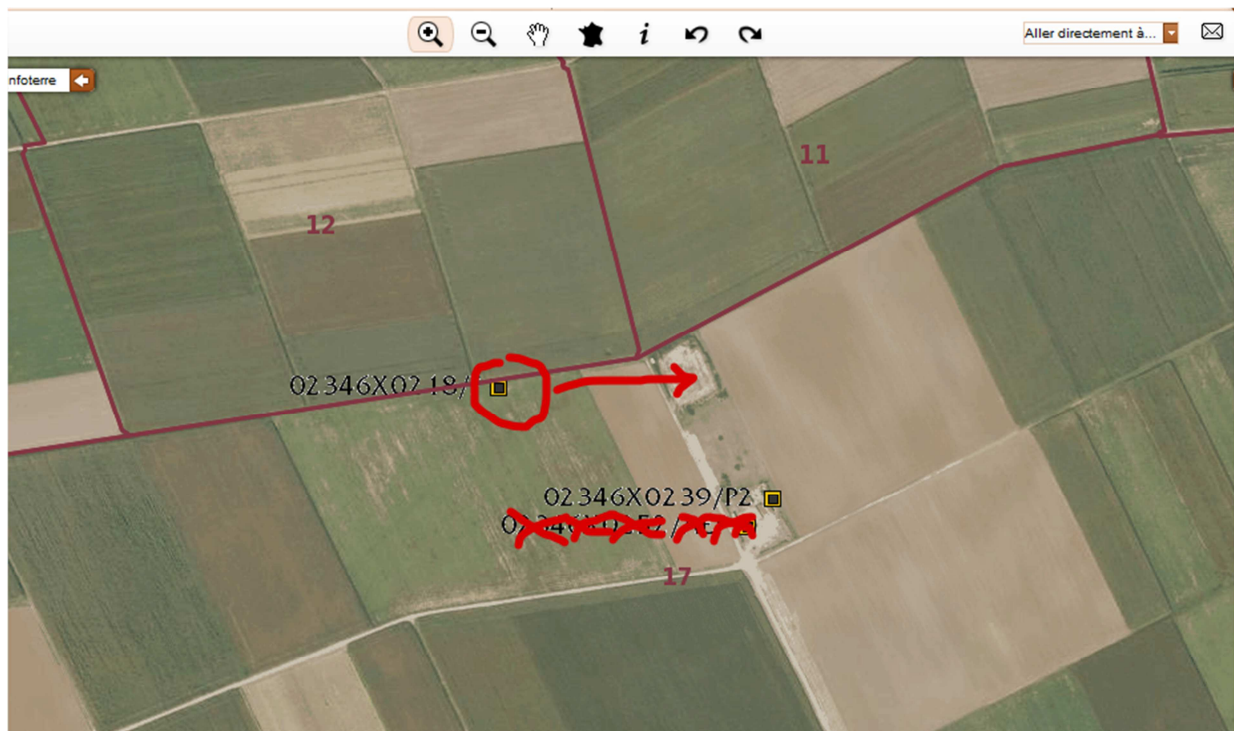 Aller directement à...
nfoterre
11
12
02346X0218/
02346X0239/P2
17